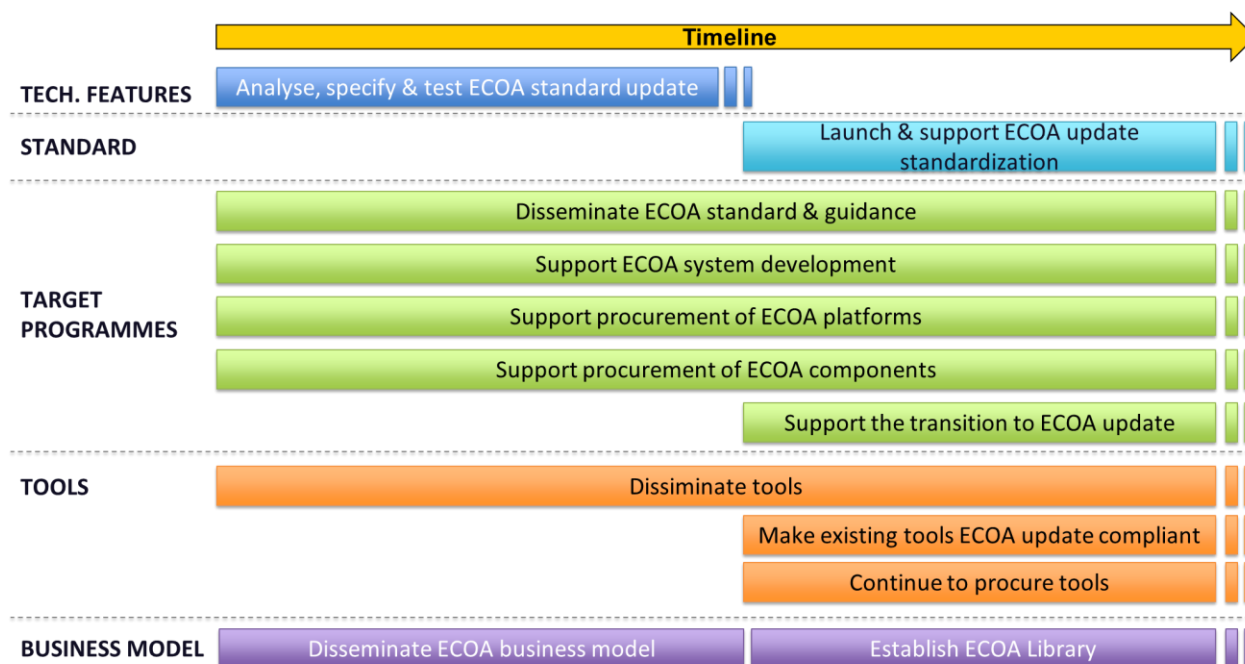 Timeline
TECH. FEATURES
Analyse, specify & test ECOA standard update
STANDARD
Launch & support ECOA update
standardization
TARGET
PROGRAMMES
Disseminate ECOA standard & guidance
Support ECOA system development
Support procurement of ECOA platforms
Support procurement of ECOA components
Support the transition to ECOA update
TOOLS
Dissiminate tools
Make existing tools ECOA update compliant
Continue to procure tools
BUSINESS MODEL
Disseminate ECOA business model
Establish ECOA Library